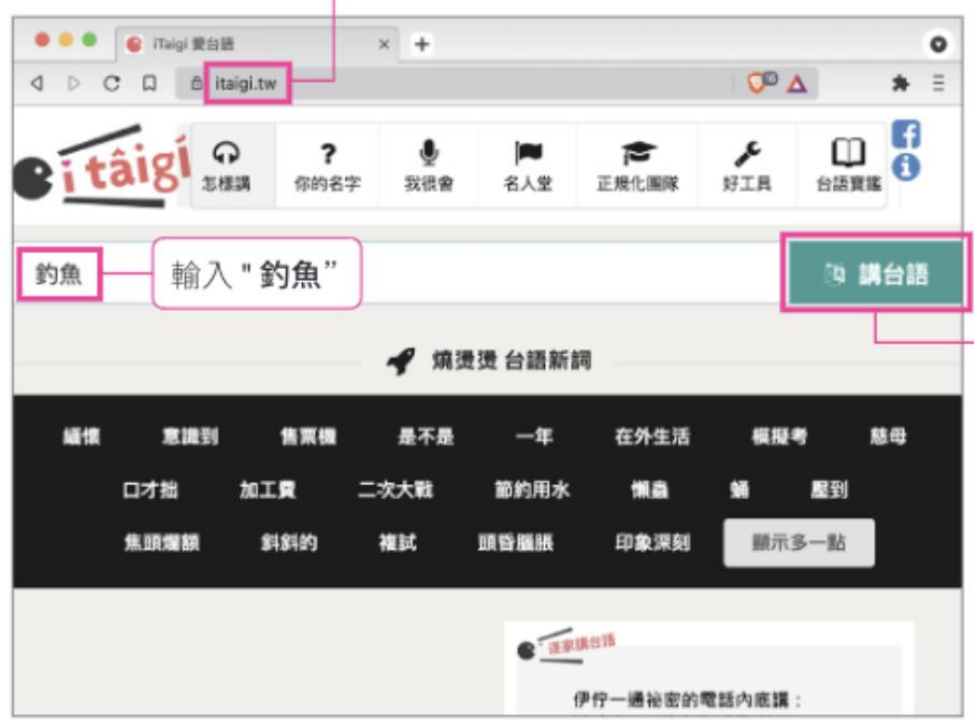 iTaigi 愛台語
itaigi.tw
i tâigí
怎樣講 你的名字 我很會 名人堂 正規化團隊 好工具 台語寶鑑
釣魚 輸入 " 釣魚” 講台語
燒燙燙 台語新詞
緬懷 意識到 售票機 是不是 一年 在外生活 模擬考 慈母
口才拙 加工費 二次大戰 節約用水 懶蟲 蛹 壓到
焦頭爛額 斜斜的 複試 頭昏腦脹 印象深刻 顯示多一點
逐家講台語
伊佇一通祕密的電話內底講：